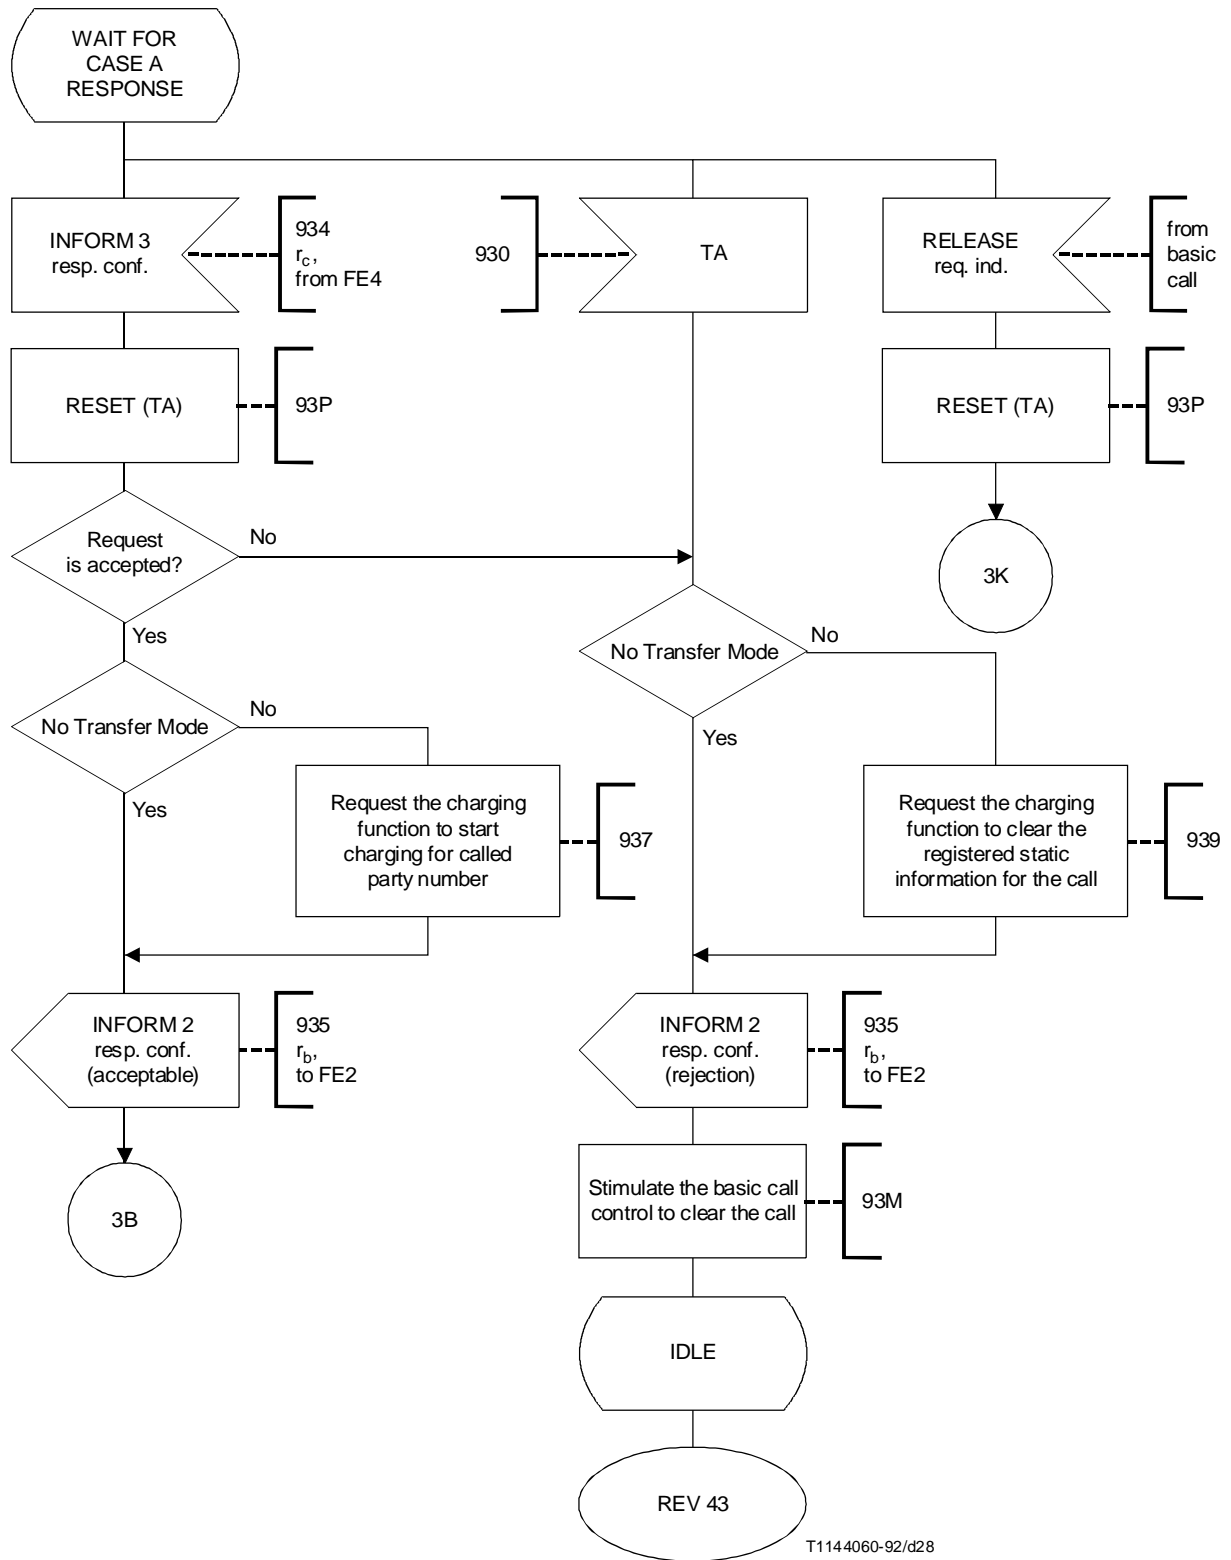 WAIT FOR
CASE A
RESPONSE
INFORM 3
resp. conf.
934
r_c,
from FE4
930
TA
RELEASE
req. ind.
from
basic
call
RESET (TA)
93P
RESET (TA)
93P
Request
is accepted?
No
Yes
3K
No Transfer Mode
No
Yes
No Transfer Mode
No
Yes
Request the charging
function to start
charging for called
party number
937
Request the charging
function to clear the
registered static
information for the call
939
INFORM 2
resp. conf.
(acceptable)
935
r_b,
to FE2
INFORM 2
resp. conf.
(rejection)
935
r_b,
to FE2
3B
Stimulate the basic call
control to clear the call
93M
IDLE
REV 43
T1144060-92/d28